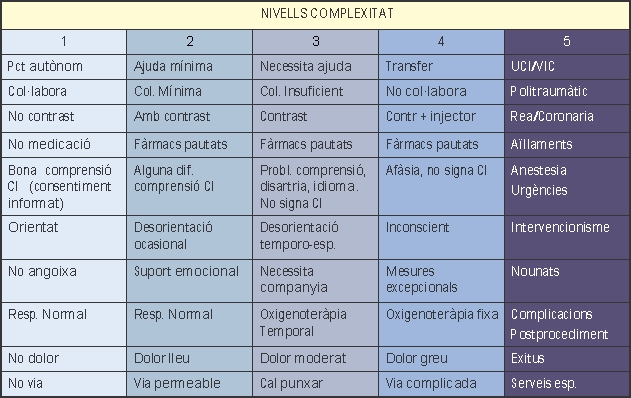 NIVELLS COMPLEXITAT
1 2 3 4 5
Pct autònom Ajuda mínima Necessita ajuda Transfer UCI/VIC
Col·labora Col. Mínima Col. Insuficient No col·labora Politraumàtic
No contrast Amb contrast Contrast Contr + injector Rea/Coronaria
No medicació Fàrmacs pautats Fàrmacs pautats Fàrmacs pautats Aïllaments
Bona comprensió Alguna dif. Probl. comprensió, Afàsia, no signa CI Anestesia
CI (consentiment comprensió CI disartria, idioma. Urgències
informat) No signa CI
Orientat Desorientació Desorientació Inconscient Intervencionisme
ocasional temporo-esp.
No angoixa Suport emocional Necessita Mesures Nounats
companyia excepcionals
Resp. Normal Resp. Normal Oxigenoteràpia Oxigenoteràpia fixa Complicacions
Temporal Postprocediment
No dolor Dolor lleu Dolor moderat Dolor greu Exitus
No via Via permeable Cal punxar Via complicada Serveis esp.